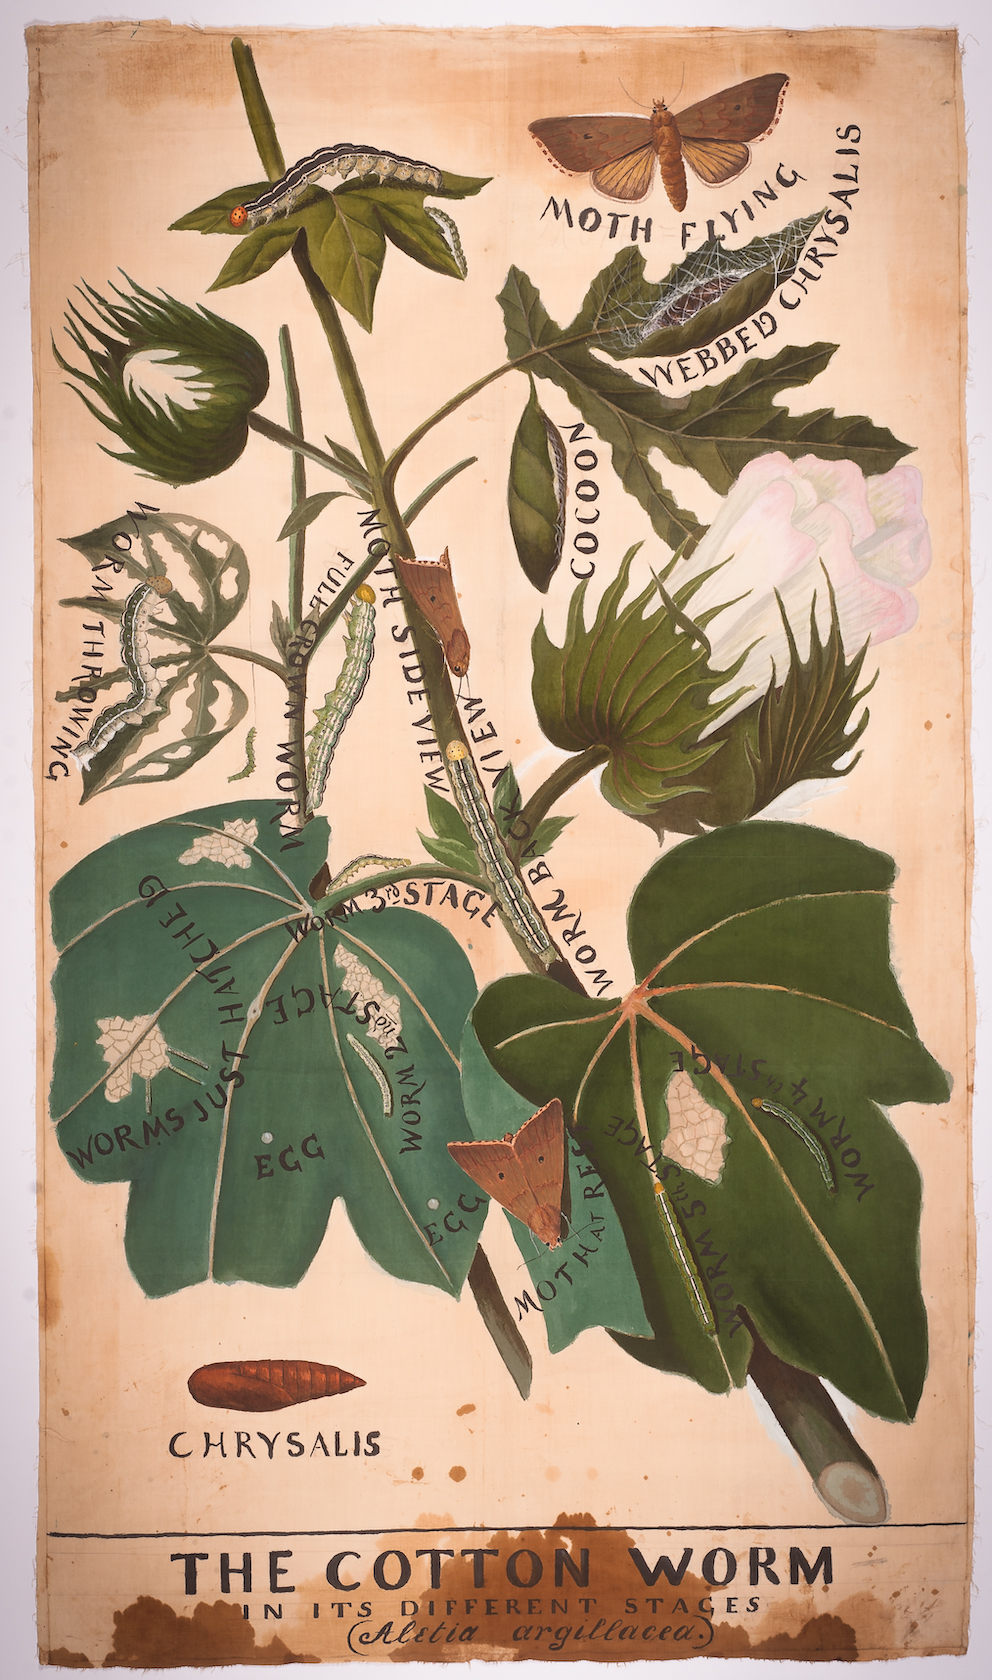 MOTH FLYING
WEBBED CHRYSALIS
COCOON
WORM THROWING
FULL GROWN WORM
MOTH SIDE VIEW
WORM BACK VIEW
WORM 3rd STAGE
WORMS JUST HATCHED
WORM 2nd STAGE
EGG
EGG
MOTH AT REST
WORM 5th STAGE
WORM 4th STAGE
CHRYSALIS
THE COTTON WORM
IN ITS DIFFERENT STAGES
(Aletia argillacea.)